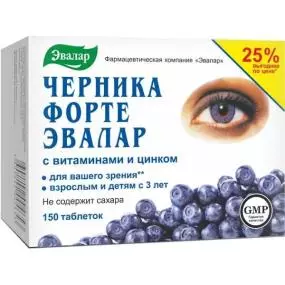 Эвалар
Фармацевтическая компания «Эвалар»
25%
выгоднее
по цене*
ЧЕРНИКА
ФОРТЕ
ЭВАЛАР
с витаминами и цинком
• для вашего зрения**
• взрослым и детям с 3 лет
Не содержит сахара
150 таблеток
GMP